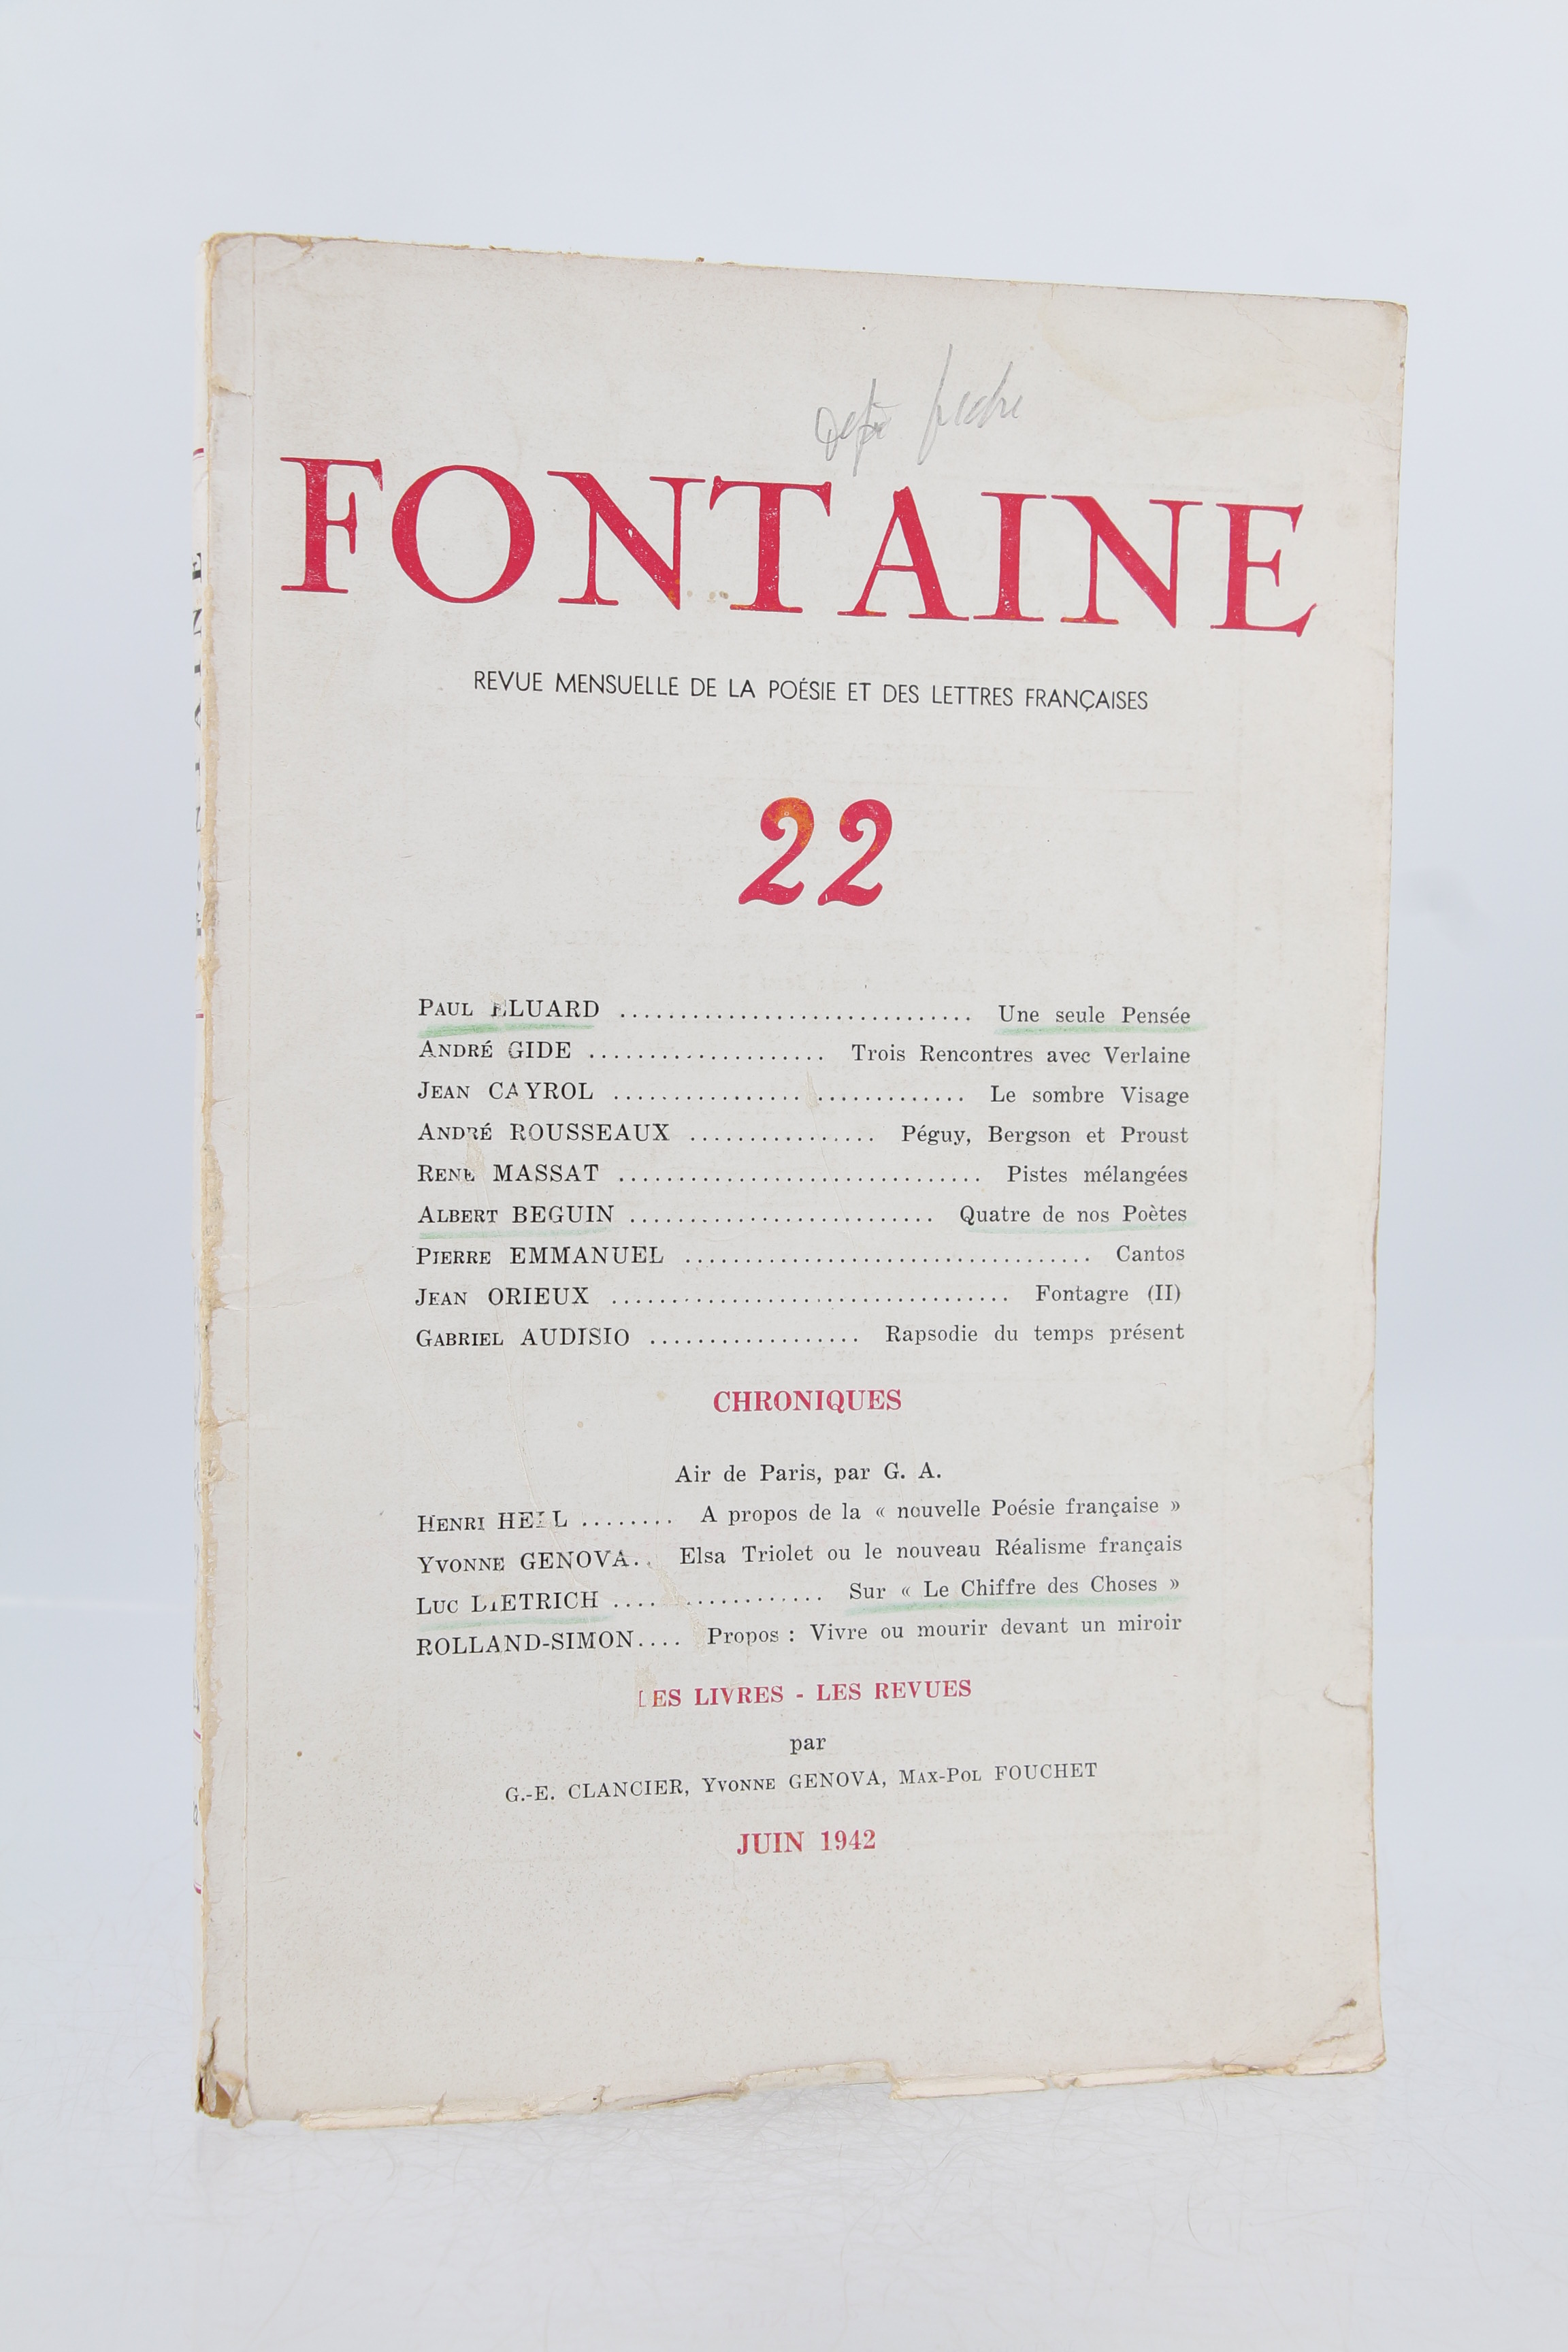 FONTAINE
REVUE MENSUELLE DE LA POÉSIE ET DES LETTRES FRANÇAISES
22
PAUL ELUARD .............................. Une seule Pensée
ANDRÉ GIDE .................... Trois Rencontres avec Verlaine
JEAN CAYROL ............................. Le sombre Visage
ANDRÉ ROUSSEAUX ................ Péguy, Bergson et Proust
RENE MASSAT ............................... Pistes mélangées
ALBERT BEGUIN .......................... Quatre de nos Poètes
PIERRE EMMANUEL ................................... Cantos
JEAN ORIEUX .................................. Fontagre (II)
GABRIEL AUDISIO .................. Rapsodie du temps présent
CHRONIQUES
Air de Paris, par G. A.
HENRI HELL ........ A propos de la « nouvelle Poésie française »
YVONNE GENOVA.. Elsa Triolet ou le nouveau Réalisme français
LUC DIETRICH .................. Sur « Le Chiffre des Choses »
ROLLAND-SIMON.... Propos : Vivre ou mourir devant un miroir
LES LIVRES - LES REVUES
par
G.-E. CLANCIER, YVONNE GENOVA, MAX-POL FOUCHET
JUIN 1942